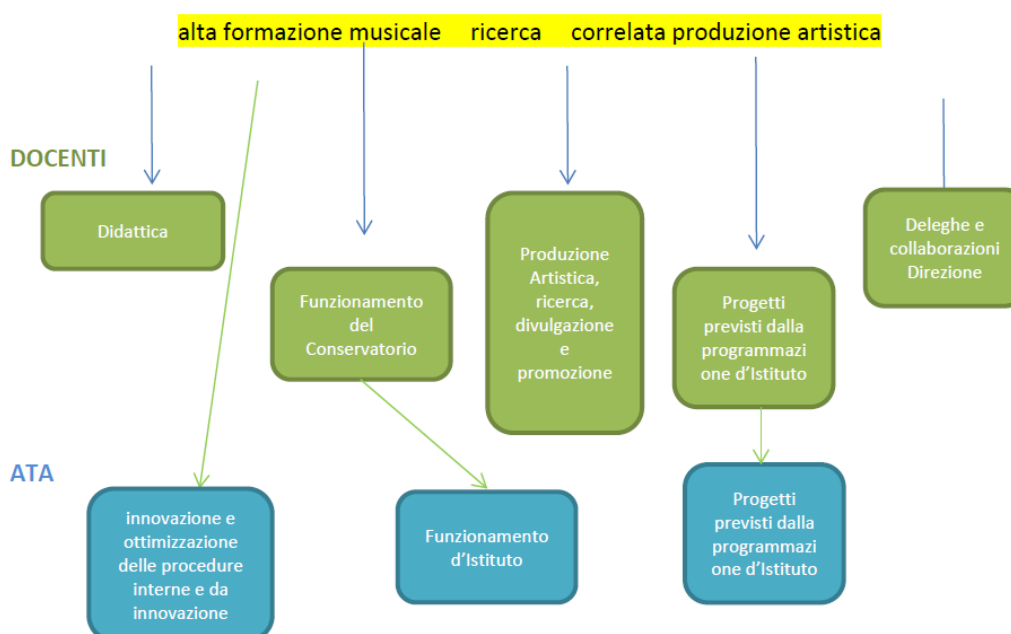 alta formazione musicale ricerca correlata produzione artistica
DOCENTI
Didattica
Funzionamento
del
Conservatorio
Produzione
Artistica,
ricerca,
divulgazione
e
promozione
Progetti
previsti dalla
programmazi
one d’Istituto
Deleghe e
collaborazioni
Direzione
ATA
innovazione e
ottimizzazione
delle procedure
interne e da
innovazione
Funzionamento
d’Istituto
Progetti
previsti dalla
programmazi
one d’Istituto